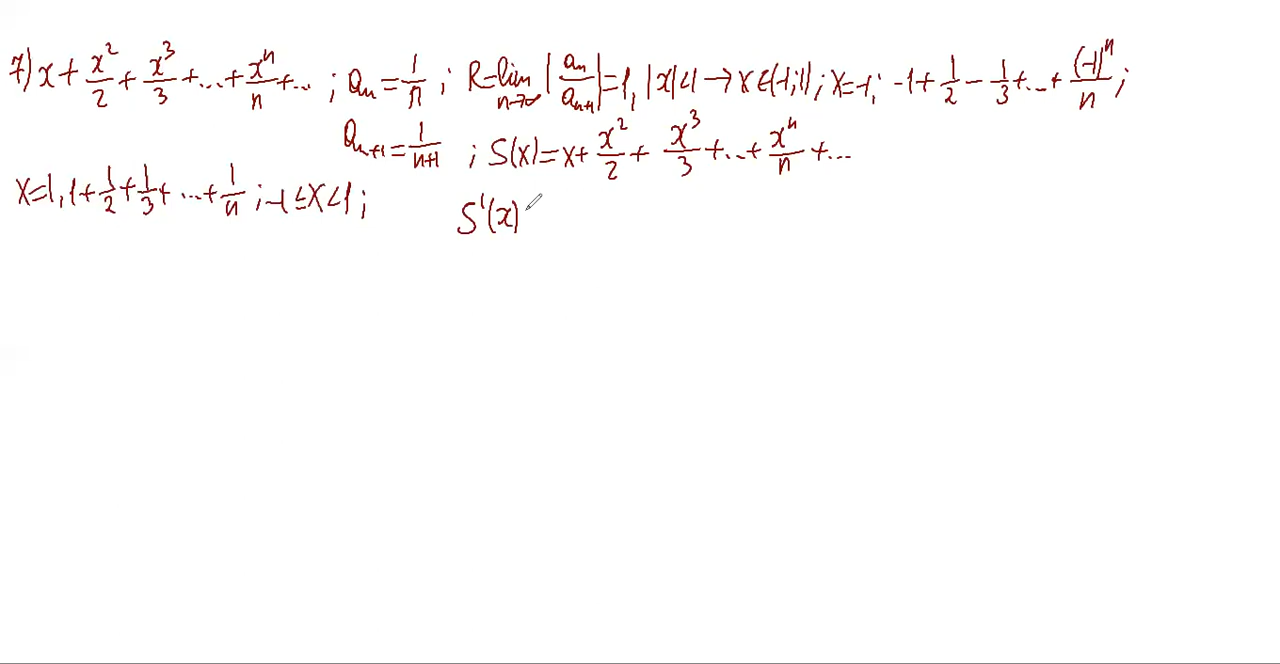 7) x + x²/2 + x³/3 + ... + xⁿ/n + ... ; aₙ = 1/n ; R = lim n→∞ |aₙ/aₙ₊₁| = 1, |x|<1 → x∈(-1;1) ; x=-1; -1 + 1/2 - 1/3 + ... + (-1)ⁿ/n ;
aₙ₊₁ = 1/(n+1) ; S(x) = x + x²/2 + x³/3 + ... + xⁿ/n + ...
x=1, 1 + 1/2 + 1/3 + ... + 1/n ; -1 ≤ x < 1 ; S'(x)